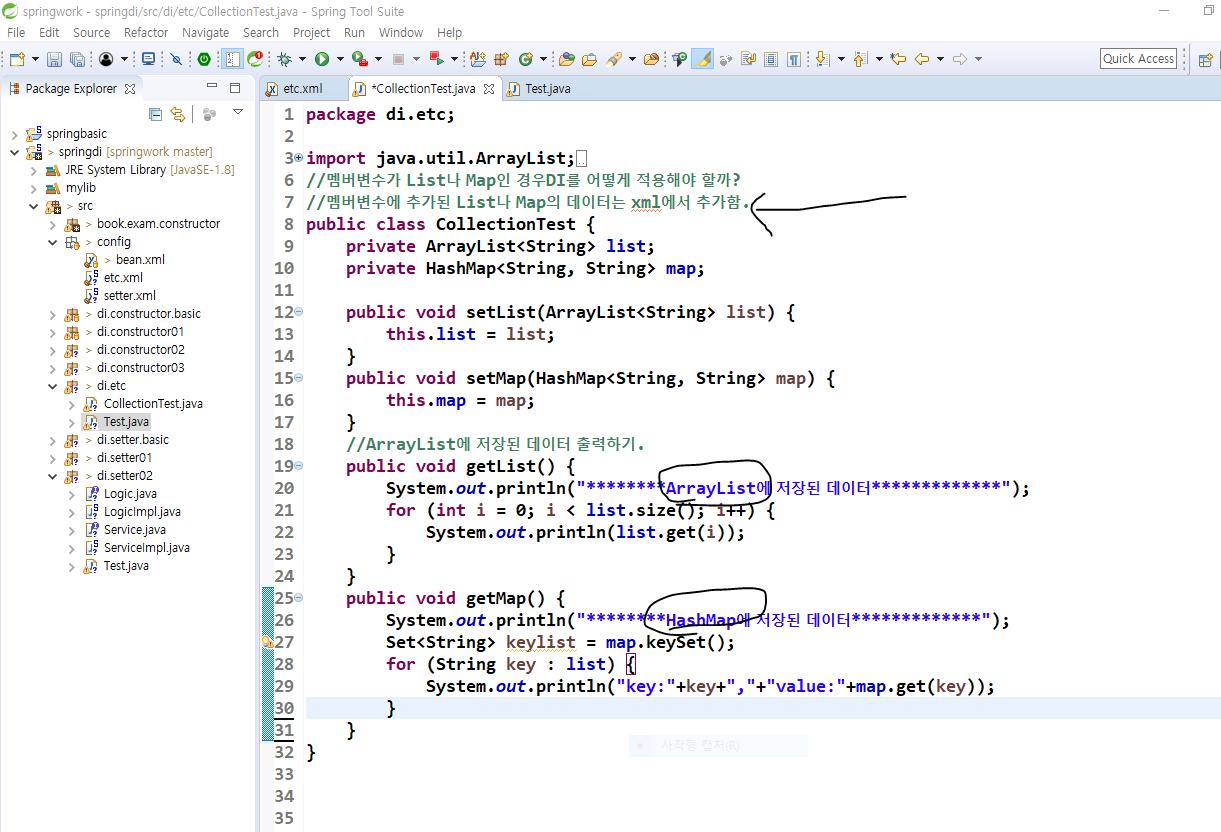 springwork - springdi/src/di/etc/CollectionTest.java - Spring Tool Suite
File Edit Source Refactor Navigate Search Project Run Window Help
Quick Access
Package Explorer
springbasic
> springdi [springwork master]
JRE System Library [JavaSE-1.8]
mylib
> src
> book.exam.constructor
> config
> bean.xml
etc.xml
setter.xml
> di.constructor.basic
> di.constructor01
> di.constructor02
> di.constructor03
> di.etc
CollectionTest.java
Test.java
> di.setter.basic
> di.setter01
> di.setter02
Logic.java
LogicImpl.java
Service.java
ServiceImpl.java
Test.java
etc.xml *CollectionTest.java Test.java
1 package di.etc;
2
3 import java.util.ArrayList;
6 //멤버변수가 List나 Map인 경우DI를 어떻게 적용해야 할까?
7 //멤버변수에 추가된 List나 Map의 데이터는 xml에서 추가함.
8 public class CollectionTest {
9 private ArrayList<String> list;
10 private HashMap<String, String> map;
11
12 public void setList(ArrayList<String> list) {
13 this.list = list;
14 }
15 public void setMap(HashMap<String, String> map) {
16 this.map = map;
17 }
18 //ArrayList에 저장된 데이터 출력하기.
19 public void getList() {
20 System.out.println("********ArrayList에 저장된 데이터*************");
21 for (int i = 0; i < list.size(); i++) {
22 System.out.println(list.get(i));
23 }
24 }
25 public void getMap() {
26 System.out.println("********HashMap에 저장된 데이터*************");
27 Set<String> keylist = map.keySet();
28 for (String key : list) {
29 System.out.println("key:"+key+","+"value:"+map.get(key));
30 }
31 }
32 }
33
34
35
사각형 캡처(R)